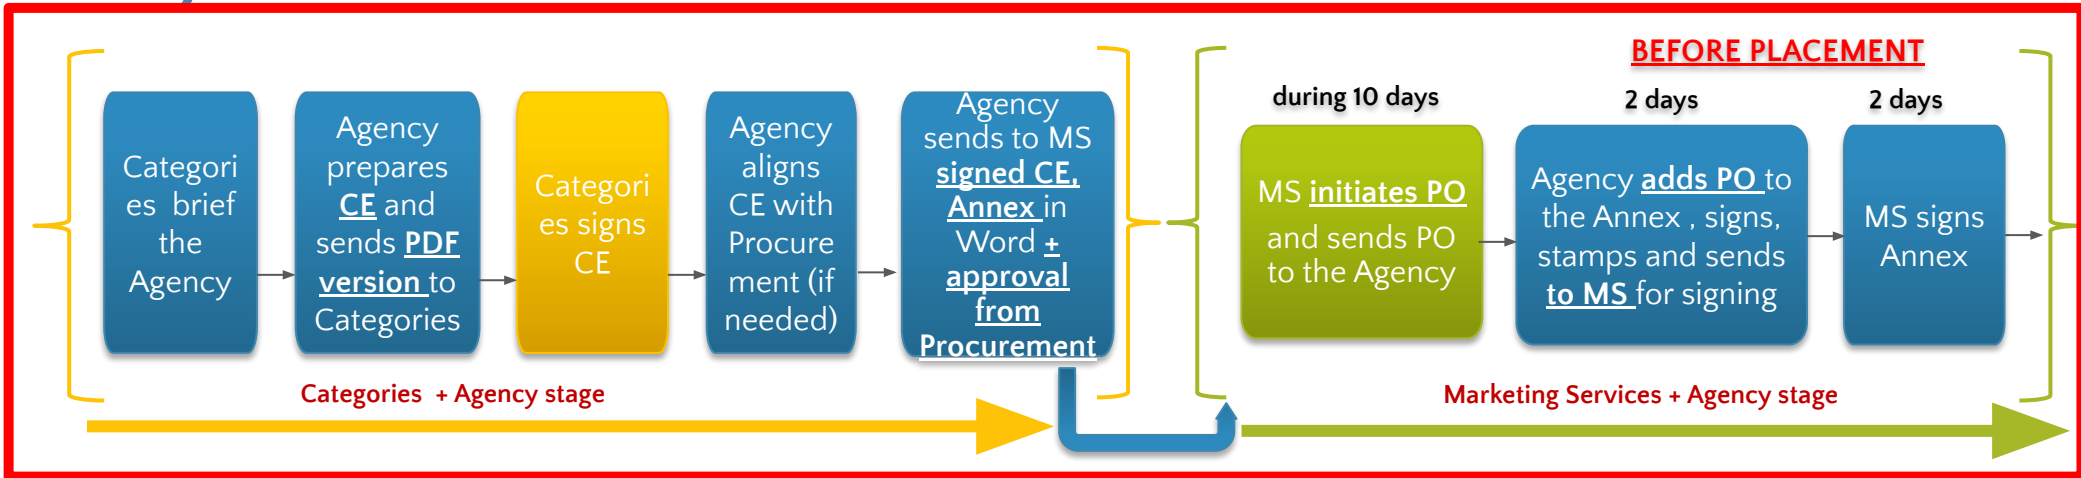 Categori
es brief
the
Agency
Agency
prepares
CE and
sends PDF
version to
Categories
Categori
es signs
CE
Agency
aligns
CE with
Procure
ment (if
needed)
Agency
sends to MS
signed CE,
Annex in
Word +
approval
from
Procurement
Categories + Agency stage
BEFORE PLACEMENT
during 10 days
2 days
2 days
MS initiates PO
and sends PO
to the Agency
Agency adds PO to
the Annex , signs,
stamps and sends
to MS for signing
MS signs
Annex
Marketing Services + Agency stage